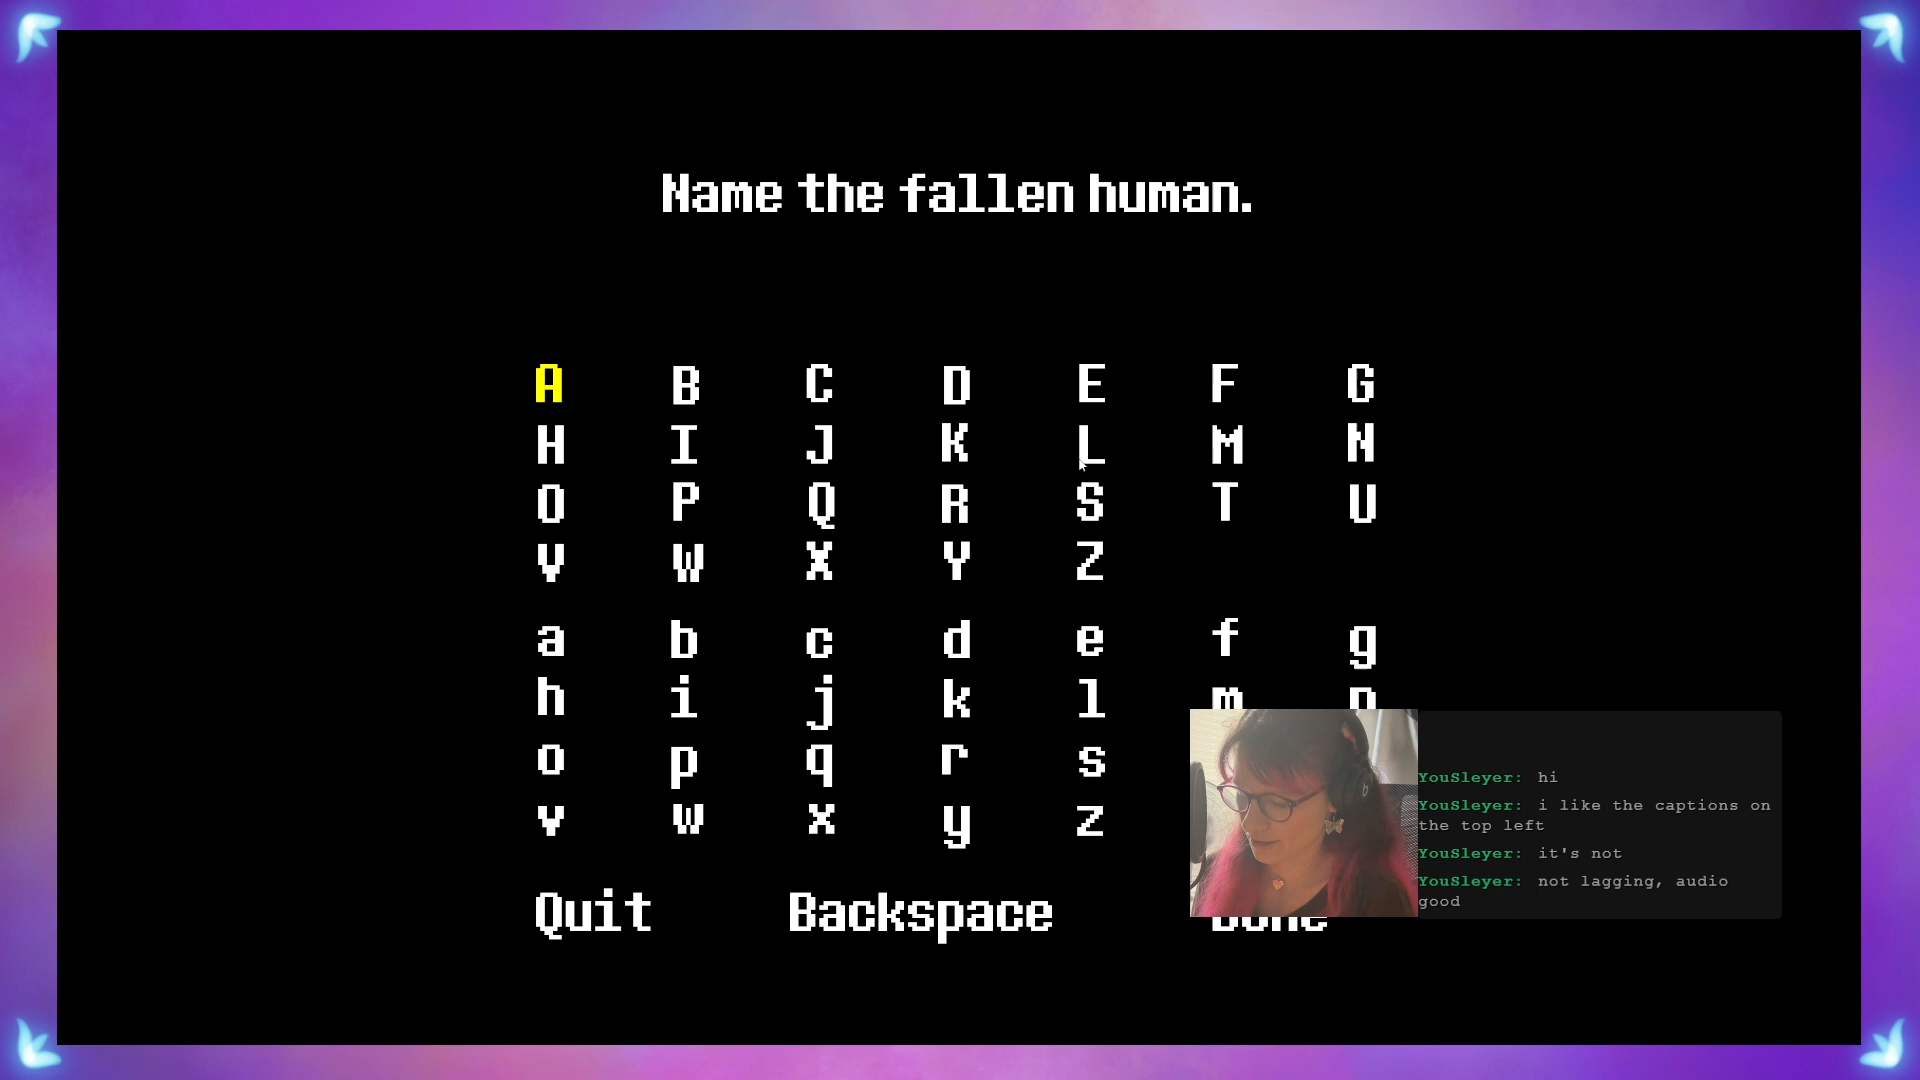 Name the fallen human.
A B C D E F G
H I J K L M N
O P Q R S T U
V W X Y Z
a b c d e f g
h i j k l m n
o p q r s
v w x y z
Quit Backspace Done
YouSleyer: hi
YouSleyer: i like the captions on
the top left
YouSleyer: it's not
YouSleyer: not lagging, audio
good